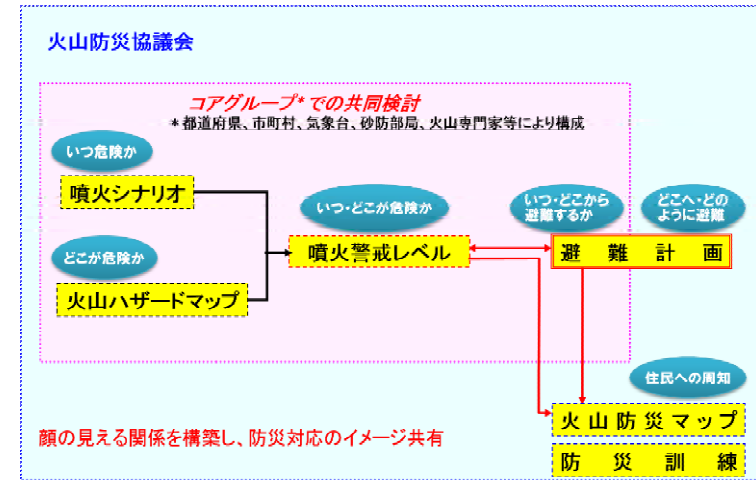 火山防災協議会
コアグループ*での共同検討
*都道府県、市町村、気象台、砂防部局、火山専門家等により構成
いつ危険か
噴火シナリオ
どこが危険か
火山ハザードマップ
いつ・どこが危険か
噴火警戒レベル
いつ・どこから
避難するか
どこへ・どの
ように避難
避難計画
住民への周知
火山防災マップ
防災訓練
顔の見える関係を構築し、防災対応のイメージ共有